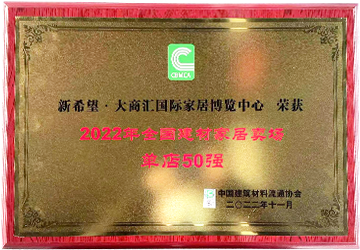 CBMCA
新希望·大商汇国际家居博览中心 荣获
2022年全国建材家居卖场
单店50强
中国建筑材料流通协会
二〇二二年十一月